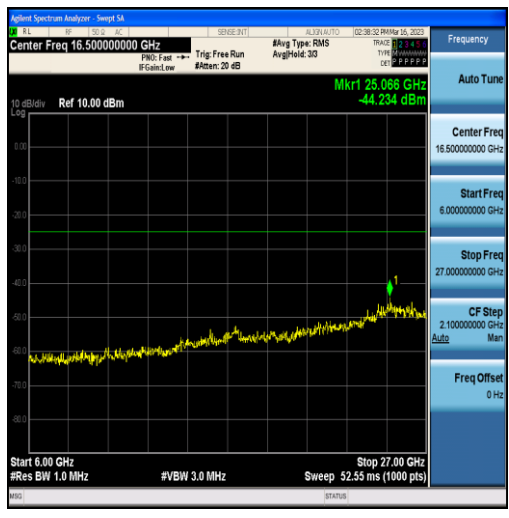 Agilent Spectrum Analyzer - Swept SA
RL RF 50 Ω AC SENSE:INT ALIGN AUTO 02:38:32 PM Mar 16, 2023
Center Freq 16.500000000 GHz
PNO: Fast
IFGain:Low
Trig: Free Run
#Atten: 20 dB
#Avg Type: RMS
Avg|Hold: 3/3
TRACE 1 2 3 4 5 6
TYPE
DET P P P P P P
Mkr1 25.066 GHz
-44.234 dBm
10 dB/div Ref 10.00 dBm
Log
0.00
-10.0
-20.0
-30.0
-40.0
-50.0
-60.0
-70.0
-80.0
1
Start 6.00 GHz Stop 27.00 GHz
#Res BW 1.0 MHz #VBW 3.0 MHz Sweep 52.55 ms (1000 pts)
MSG STATUS
Frequency
Auto Tune
Center Freq
16.500000000 GHz
Start Freq
6.000000000 GHz
Stop Freq
27.000000000 GHz
CF Step
2.100000000 GHz
Auto Man
Freq Offset
0 Hz